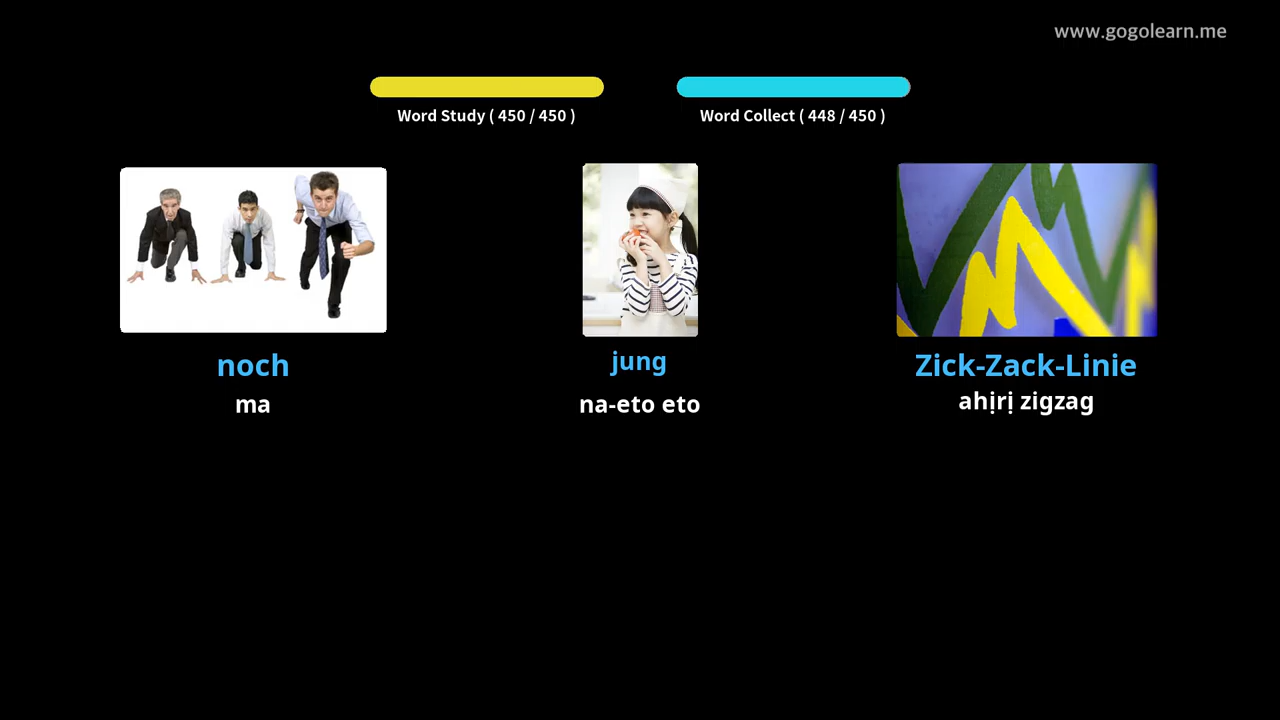 www.gogolearn.me
Word Study ( 450 / 450 )
Word Collect ( 448 / 450 )
noch
jung
Zick-Zack-Linie
ma
na-eto eto
ahịrị zigzag